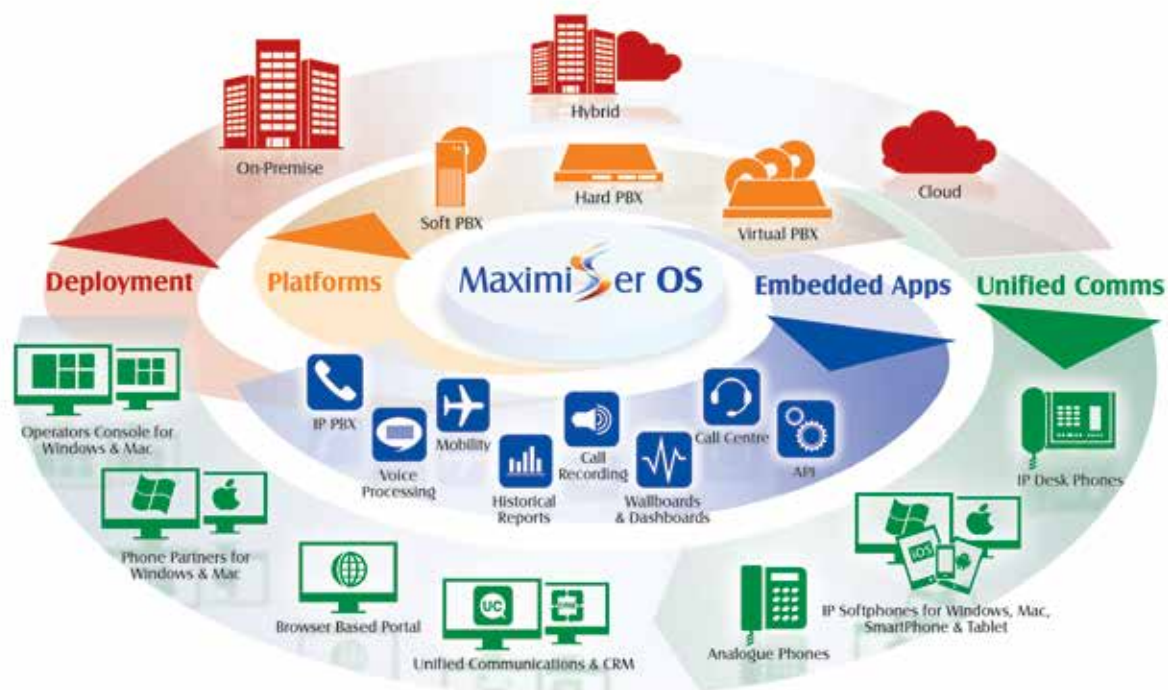 Hybrid
On-Premise
Cloud
Soft PBX
Hard PBX
Virtual PBX
Deployment
Platforms
Maximiser OS
Embedded Apps
Unified Comms
Operators Console for
Windows & Mac
IP PBX
Voice
Processing
Mobility
Historical
Reports
Call
Recording
Wallboards
& Dashboards
Call Centre
API
IP Desk Phones
Phone Partners for
Windows & Mac
Browser Based Portal
UC
Unified Communications & CRM
Analogue Phones
iOS
IP Softphones for Windows, Mac,
SmartPhone & Tablet